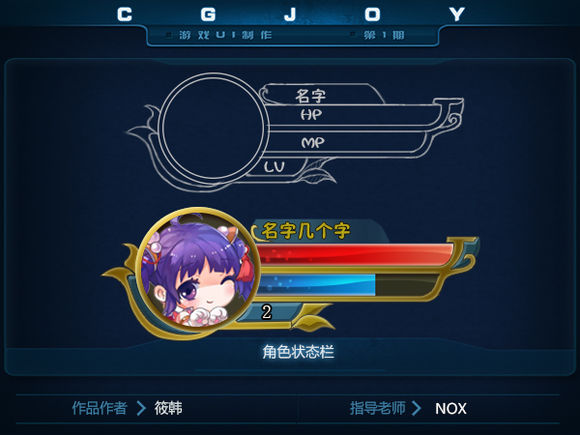 CGJOY
游戏UI制作 第1期
名字
HP
MP
LV
名字几个字
2
角色状态栏
作品作者 筱韩 指导老师 NOX